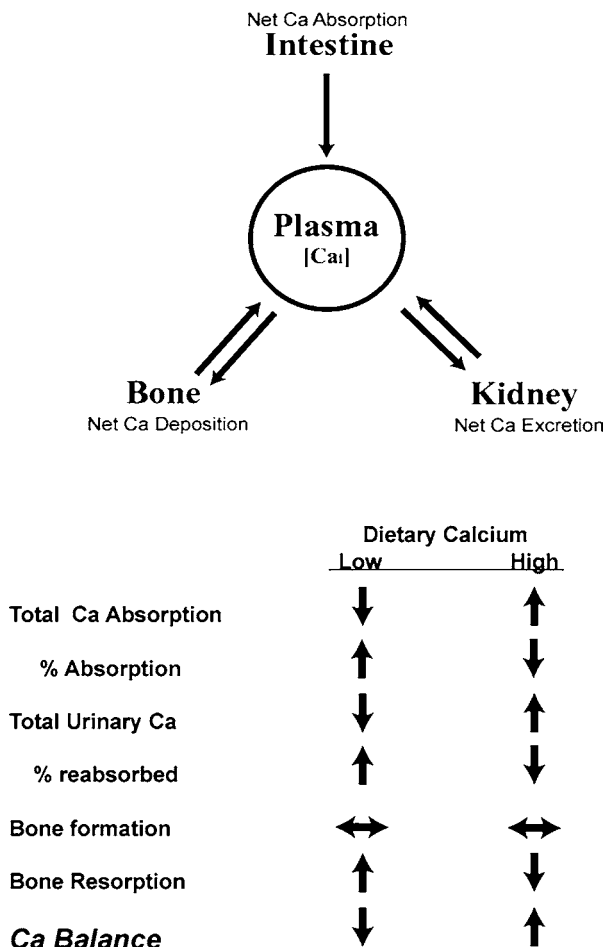 Net Ca Absorption
Intestine
Plasma
[Caı]
Bone
Net Ca Deposition
Kidney
Net Ca Excretion
Dietary Calcium
Low High
Total Ca Absorption
% Absorption
Total Urinary Ca
% reabsorbed
Bone formation
Bone Resorption
Ca Balance